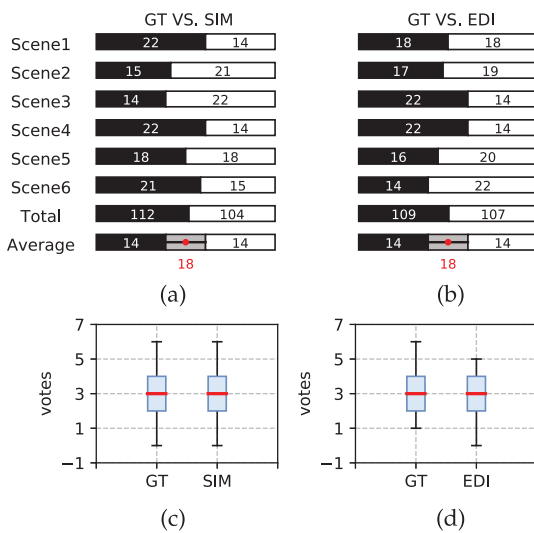 GT VS. SIM GT VS. EDI
Scene1 22 14 18 18
Scene2 15 21 17 19
Scene3 14 22 22 14
Scene4 22 14 22 14
Scene5 18 18 16 20
Scene6 21 15 14 22
Total 112 104 109 107
Average 14 14 14 14
18 18
(a) (b)
7 7
5 5
3 3
1 1
−1 −1
votes votes
GT SIM GT EDI
(c) (d)